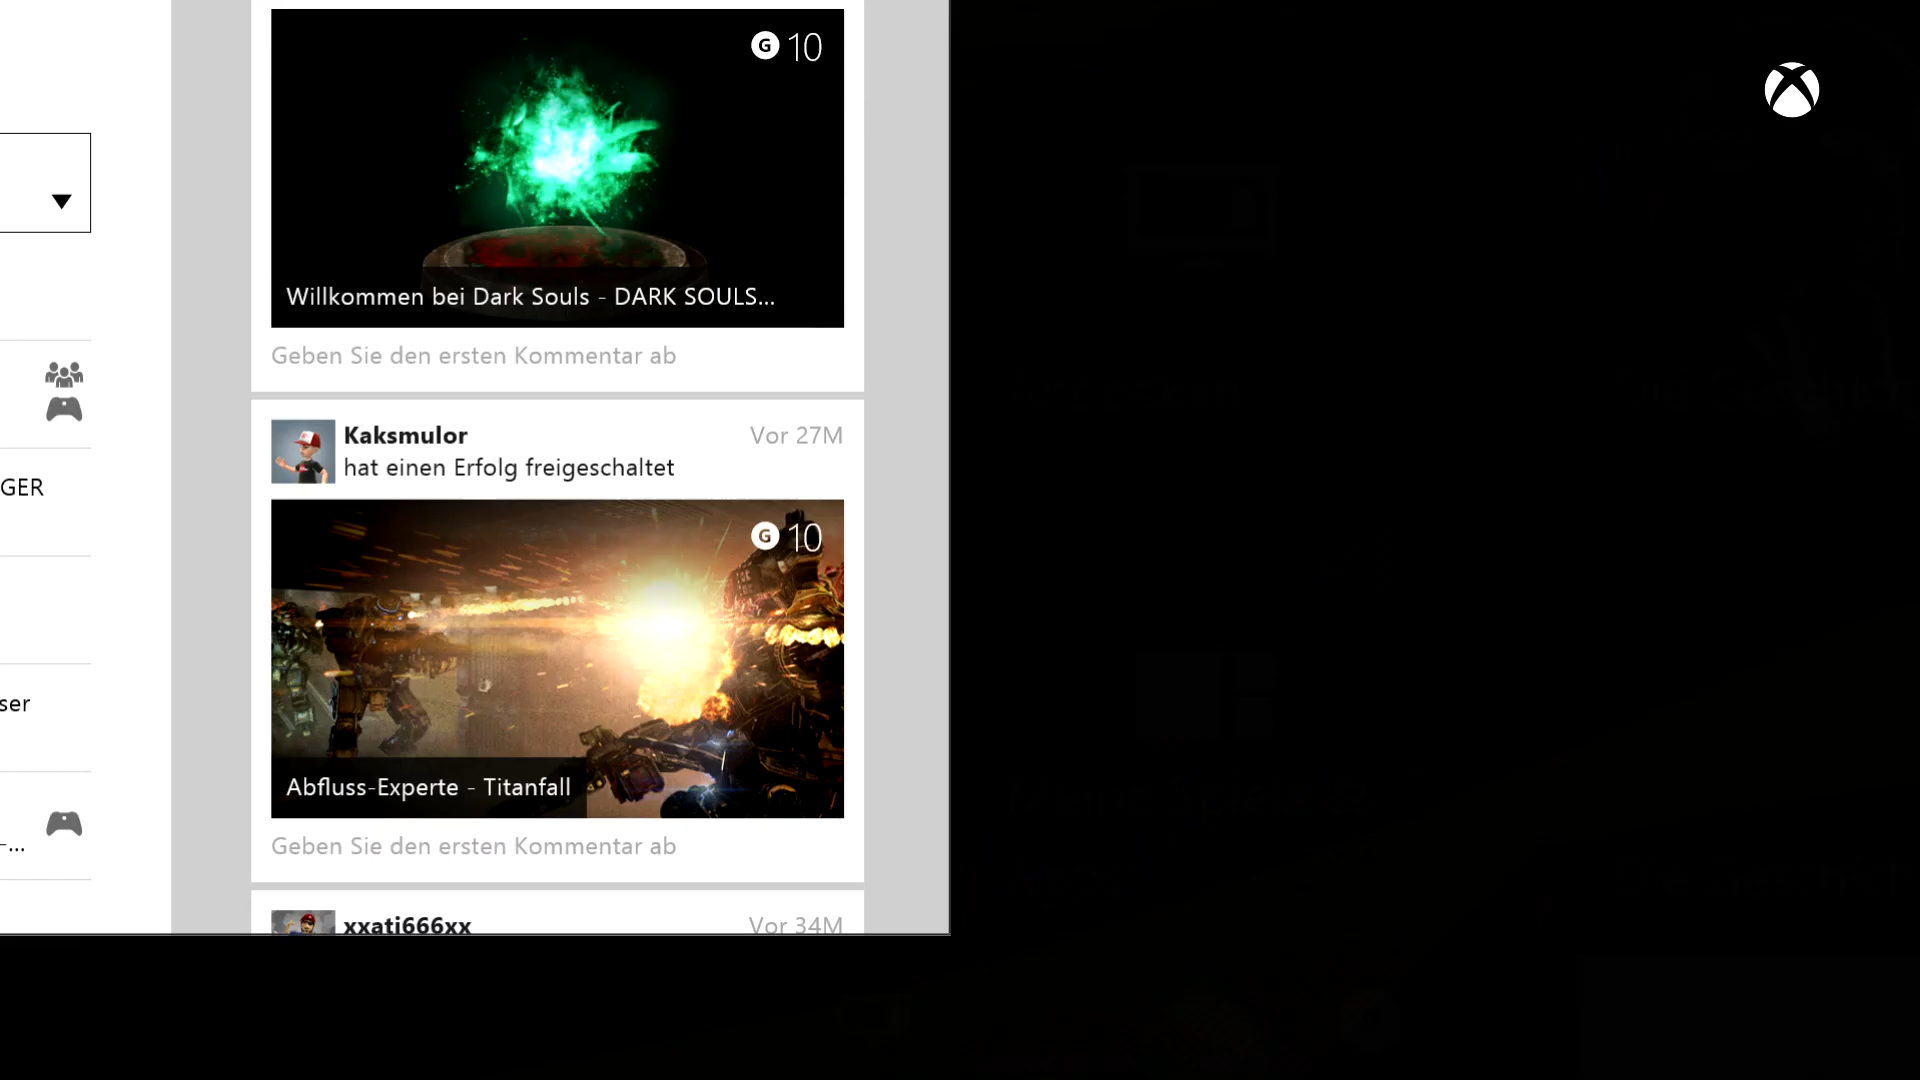 G 10
Willkommen bei Dark Souls - DARK SOULS...
Geben Sie den ersten Kommentar ab
Kaksmulor
Vor 27M
hat einen Erfolg freigeschaltet
GER
G 10
ser
Abfluss-Experte - Titanfall
-...
Geben Sie den ersten Kommentar ab
xxati666xx
Vor 34M